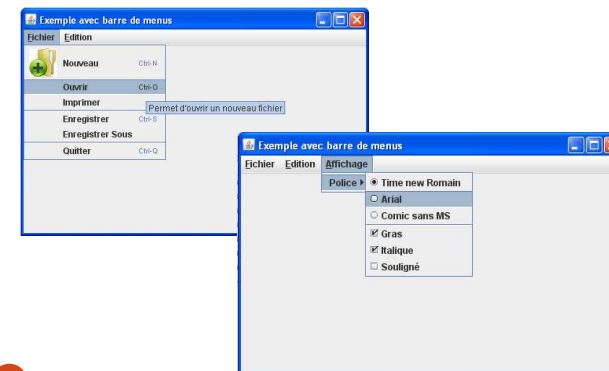 Exemple avec barre de menus
Fichier Edition
Nouveau Ctrl-N
Ouvrir Ctrl-O
Imprimer
Permet d'ouvrir un nouveau fichier
Enregistrer Ctrl-S
Enregistrer Sous
Quitter Ctrl-Q
Exemple avec barre de menus
Fichier Edition Affichage
Police
Time new Romain
Arial
Comic sans MS
Gras
Italique
Souligné